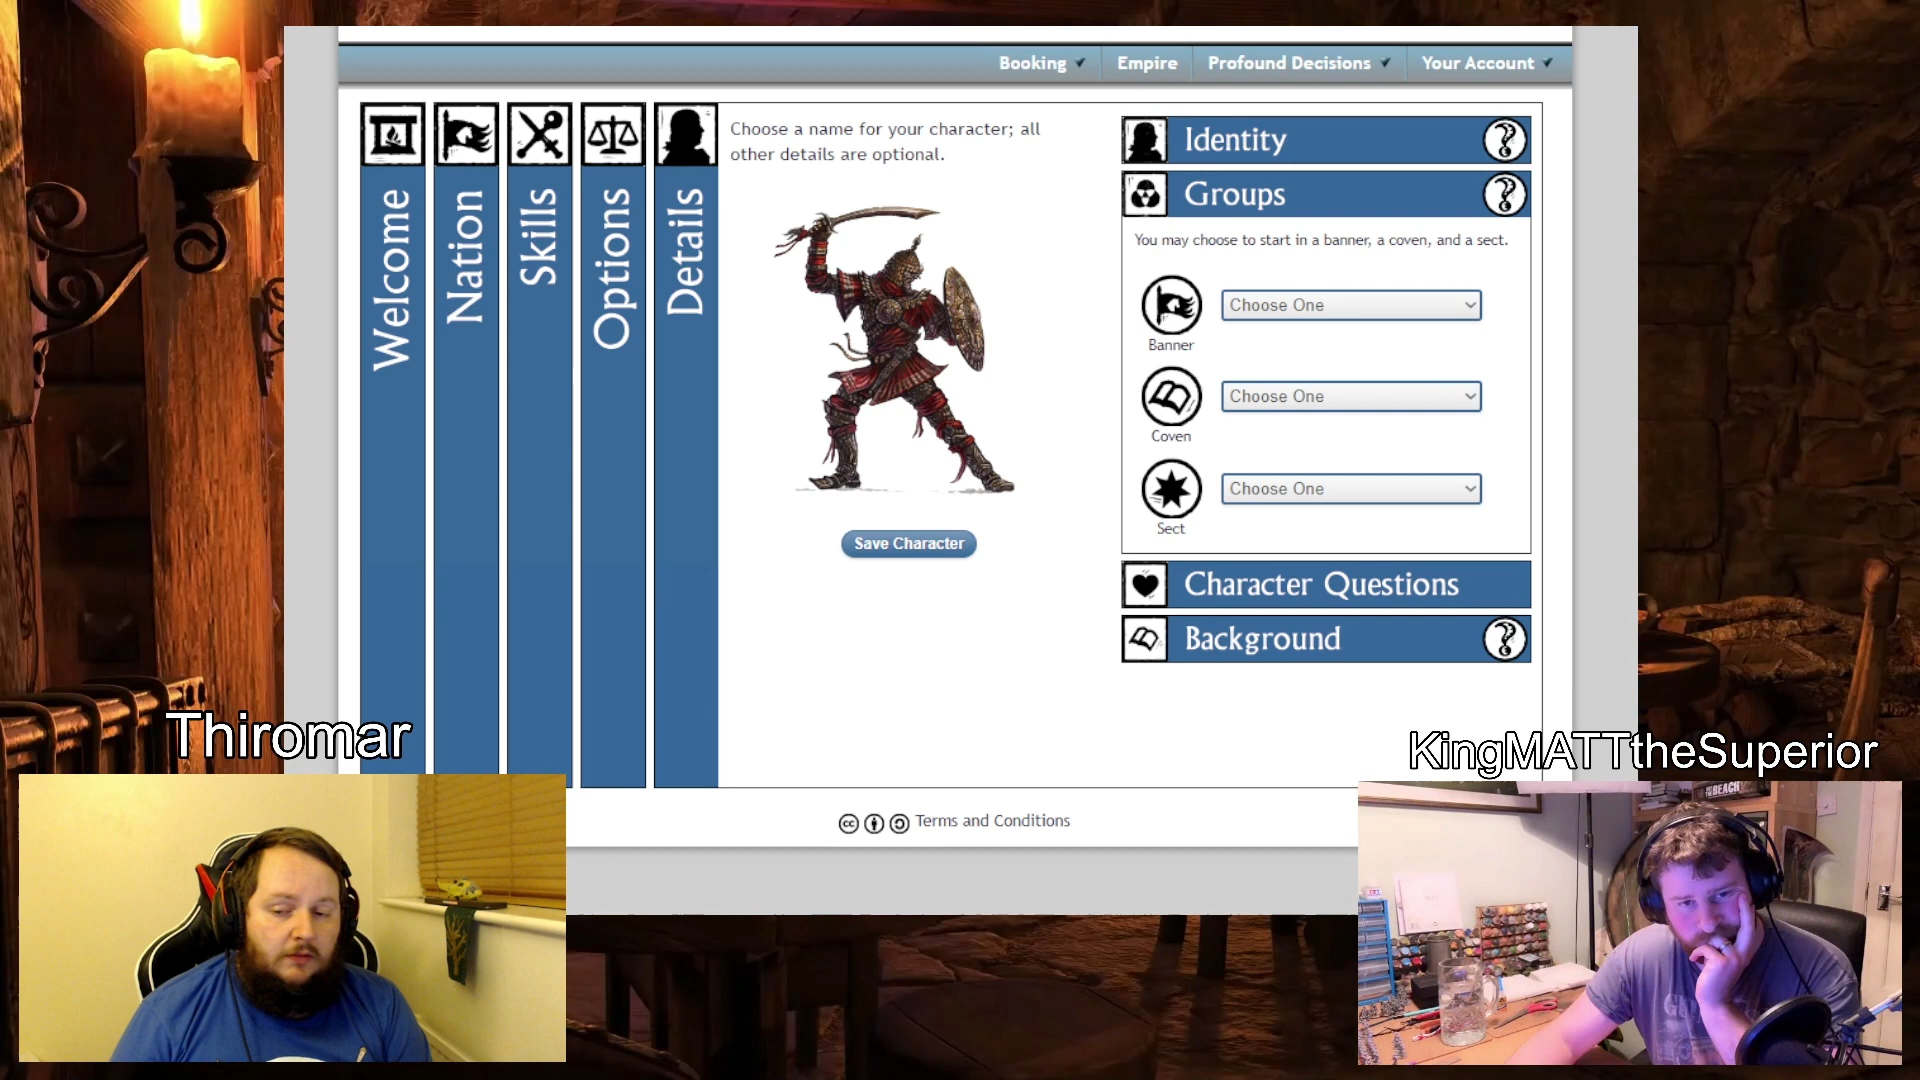 Booking
Empire
Profound Decisions
Your Account
Welcome
Nation
Skills
Options
Details
Choose a name for your character; all
other details are optional.
Save Character
Identity
Groups
You may choose to start in a banner, a coven, and a sect.
Banner
Choose One
Coven
Choose One
Sect
Choose One
Character Questions
Background
Terms and Conditions
Thiromar
KingMATTtheSuperior
BEACH